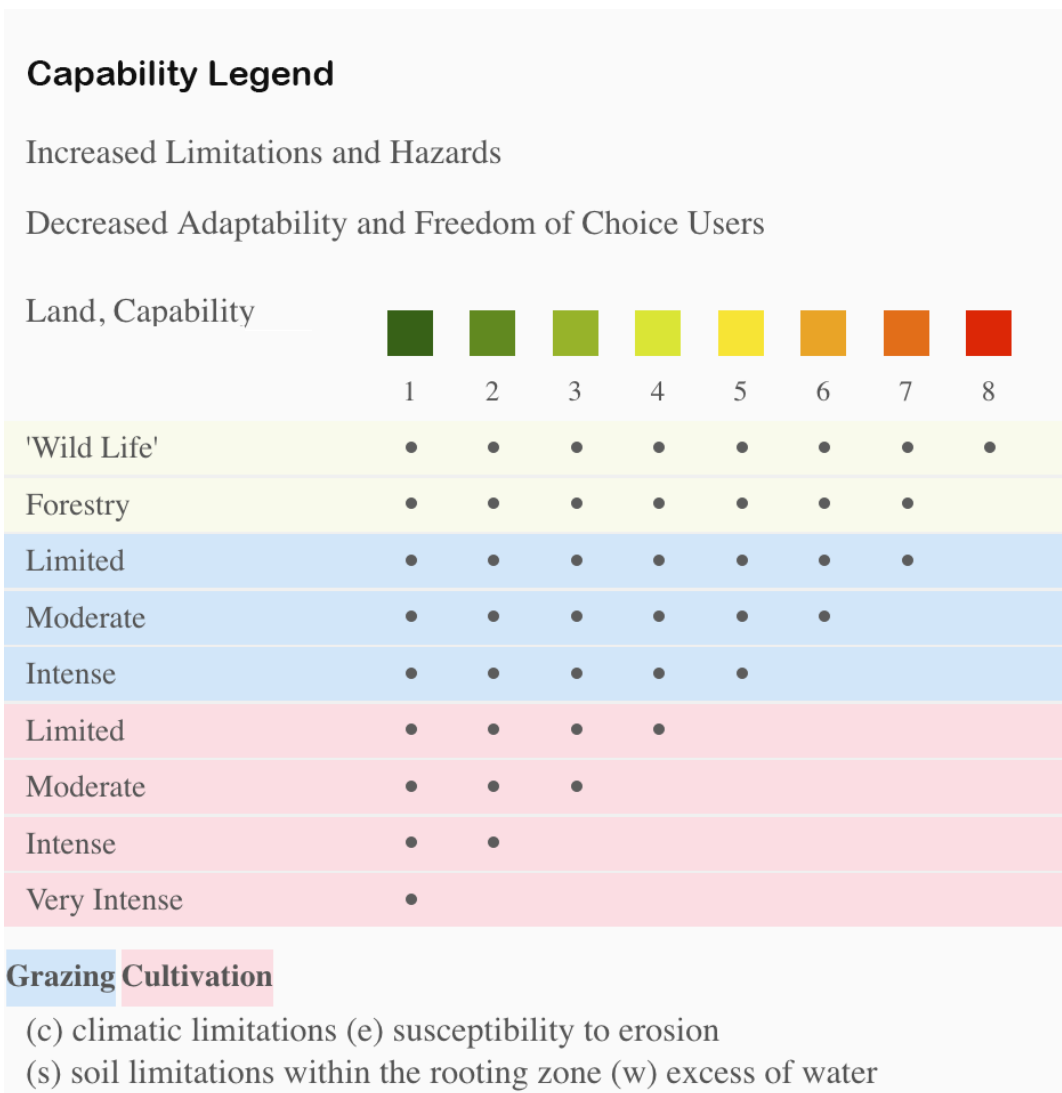 Capability Legend
Increased Limitations and Hazards
Decreased Adaptability and Freedom of Choice Users
Land, Capability
1 2 3 4 5 6 7 8
'Wild Life'
Forestry
Limited
Moderate
Intense
Limited
Moderate
Intense
Very Intense
Grazing Cultivation
(c) climatic limitations (e) susceptibility to erosion
(s) soil limitations within the rooting zone (w) excess of water